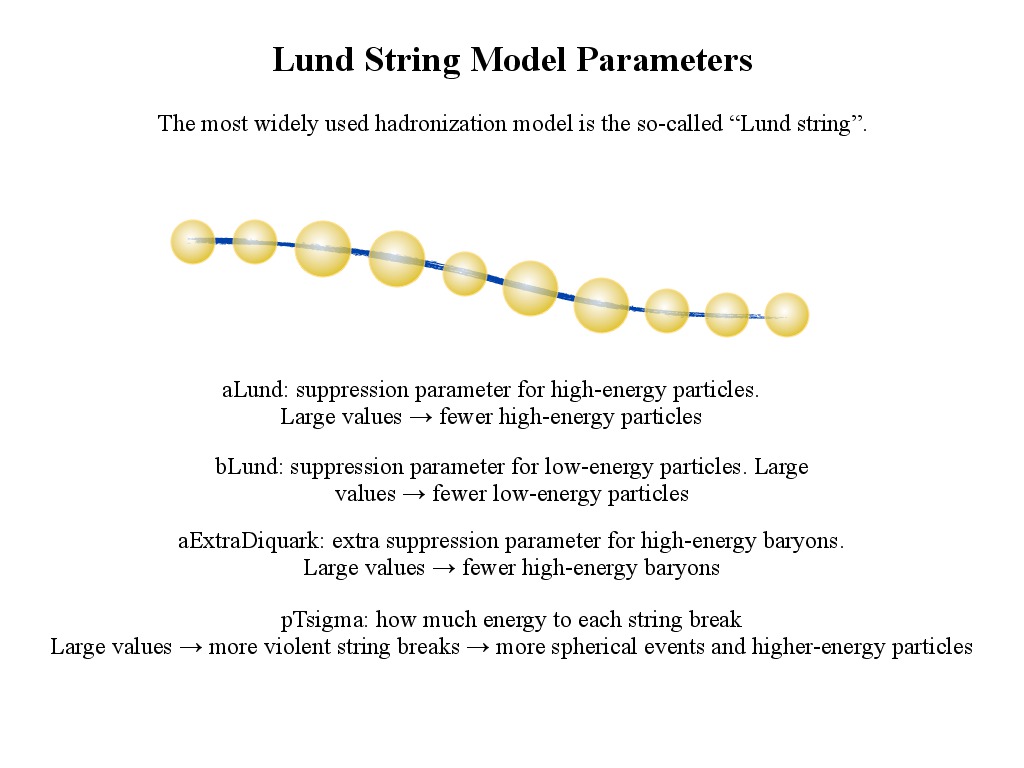 Lund String Model Parameters
The most widely used hadronization model is the so-called “Lund string”.
aLund: suppression parameter for high-energy particles.
Large values → fewer high-energy particles
bLund: suppression parameter for low-energy particles. Large
values → fewer low-energy particles
aExtraDiquark: extra suppression parameter for high-energy baryons.
Large values → fewer high-energy baryons
pTsigma: how much energy to each string break
Large values → more violent string breaks → more spherical events and higher-energy particles